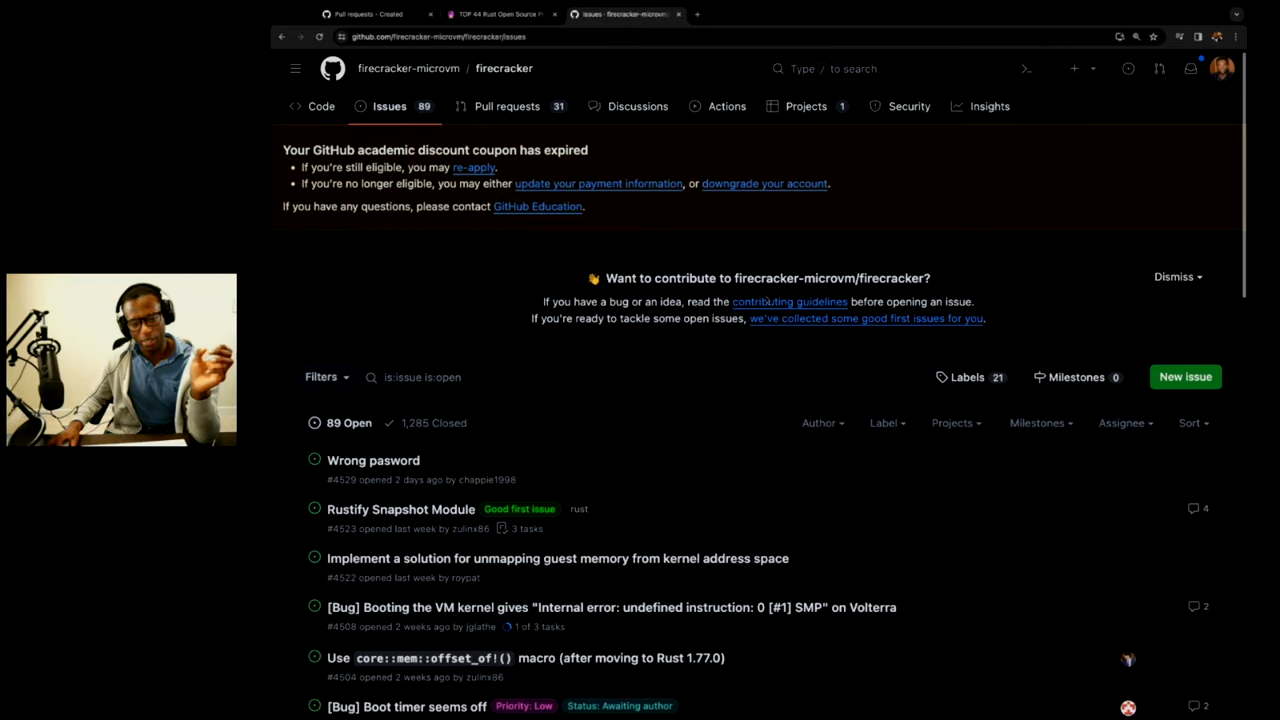 Pull requests - Created
TOP 44 Rust Open Source P
Issues · firecracker-microvm
github.com/firecracker-microvm/firecracker/issues
firecracker-microvm / firecracker
Type / to search
Code
Issues 89
Pull requests 31
Discussions
Actions
Projects 1
Security
Insights
Your GitHub academic discount coupon has expired
• If you're still eligible, you may re-apply.
• If you're no longer eligible, you may either update your payment information, or downgrade your account.
If you have any questions, please contact GitHub Education.
👋 Want to contribute to firecracker-microvm/firecracker?
Dismiss
If you have a bug or an idea, read the contributing guidelines before opening an issue.
If you're ready to tackle some open issues, we've collected some good first issues for you.
Filters
is:issue is:open
Labels 21
Milestones 0
New issue
89 Open
1,285 Closed
Author
Label
Projects
Milestones
Assignee
Sort
Wrong pasword
#4529 opened 2 days ago by chappie1998
Rustify Snapshot Module Good first issue rust
4
#4523 opened last week by zulinx86 3 tasks
Implement a solution for unmapping guest memory from kernel address space
#4522 opened last week by roypat
[Bug] Booting the VM kernel gives "Internal error: undefined instruction: 0 [#1] SMP" on Volterra
2
#4508 opened 2 weeks ago by jglathe 1 of 3 tasks
Use core::mem::offset_of!() macro (after moving to Rust 1.77.0)
#4504 opened 2 weeks ago by zulinx86
[Bug] Boot timer seems off Priority: Low Status: Awaiting author
2